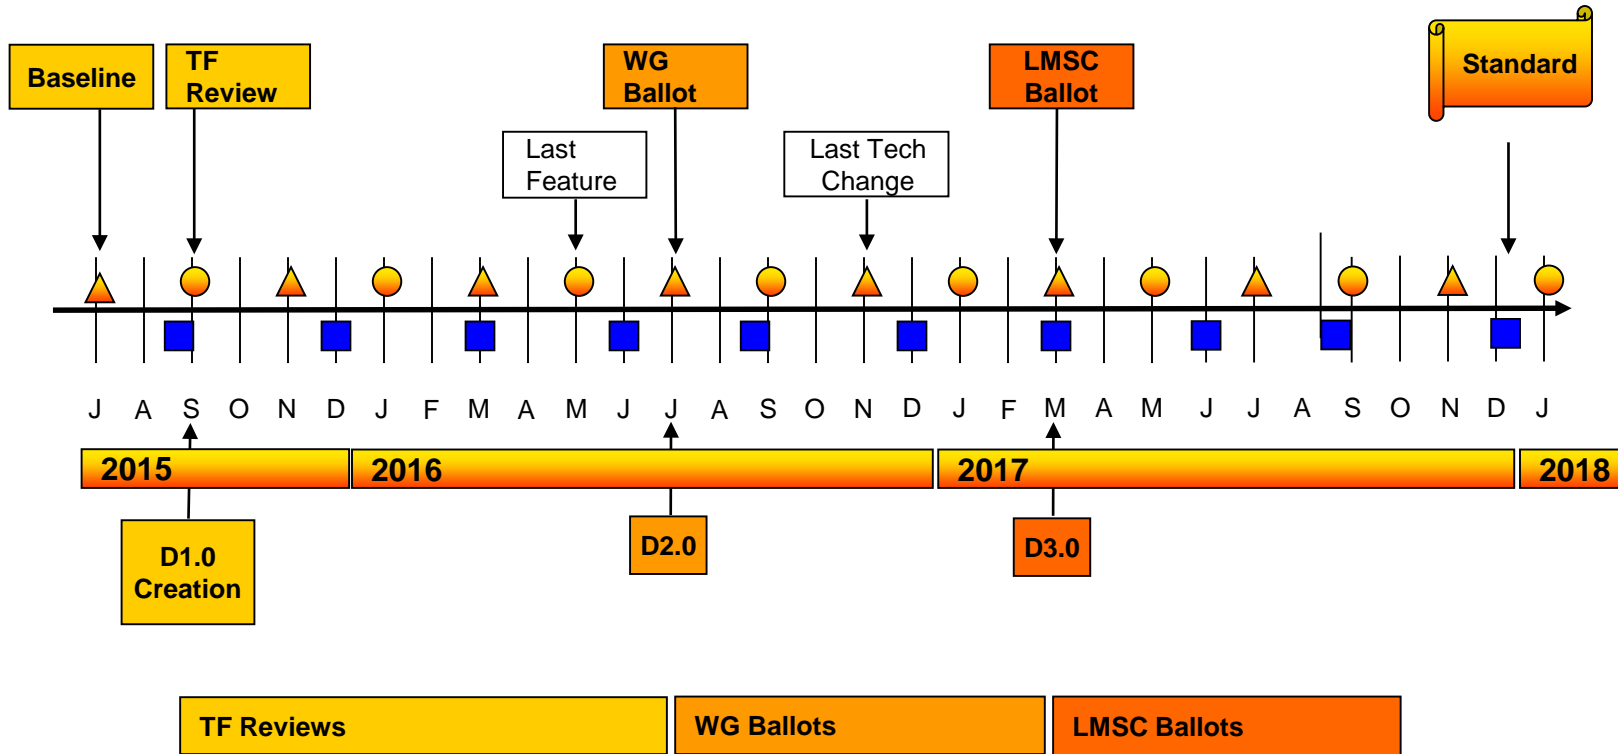 Baseline
TF
Review
WG
Ballot
LMSC
Ballot
Standard
Last
Feature
Last Tech
Change
J A S O N D J F M A M J J A S O N D J F M A M J J A S O N D J
2015 2016 2017 2018
D1.0
Creation
D2.0
D3.0
TF Reviews WG Ballots LMSC Ballots